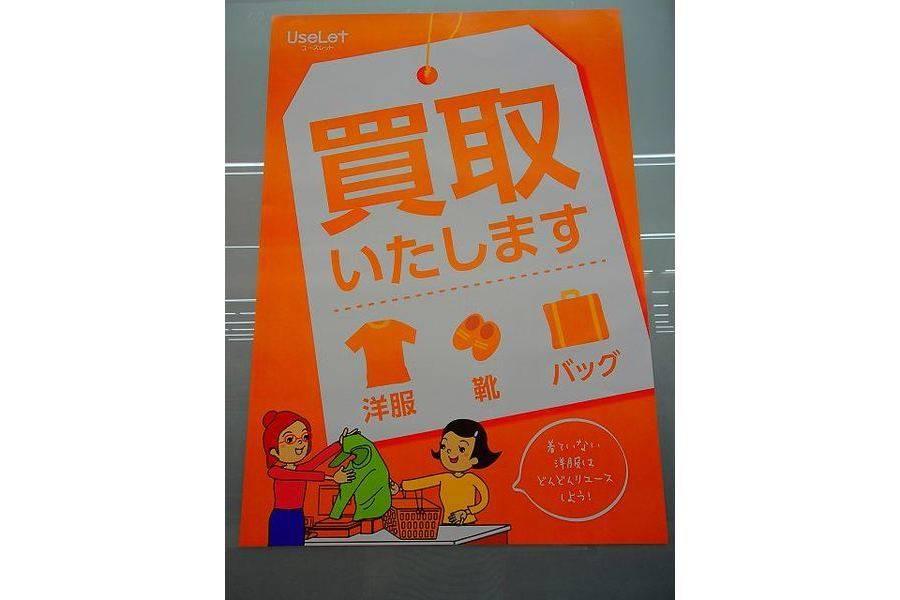 UseLet
ユーズレット
買取
いたします
洋服
靴
バッグ
着ていない
洋服は
どんどんリユース
しよう！